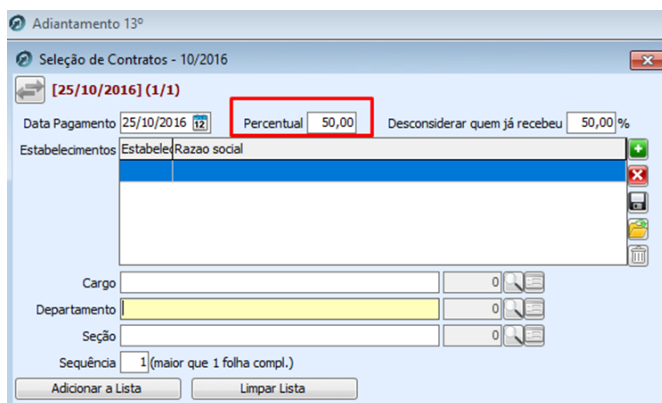 Adiantamento 13º
Seleção de Contratos - 10/2016
[25/10/2016] (1/1)
Data Pagamento 25/10/2016 12 Percentual 50,00 Desconsiderar quem já recebeu 50,00 %
Estabelecimentos Estabelec Razao social
Cargo 0
Departamento 0
Seção 0
Sequência 1 (maior que 1 folha compl.)
Adicionar a Lista Limpar Lista